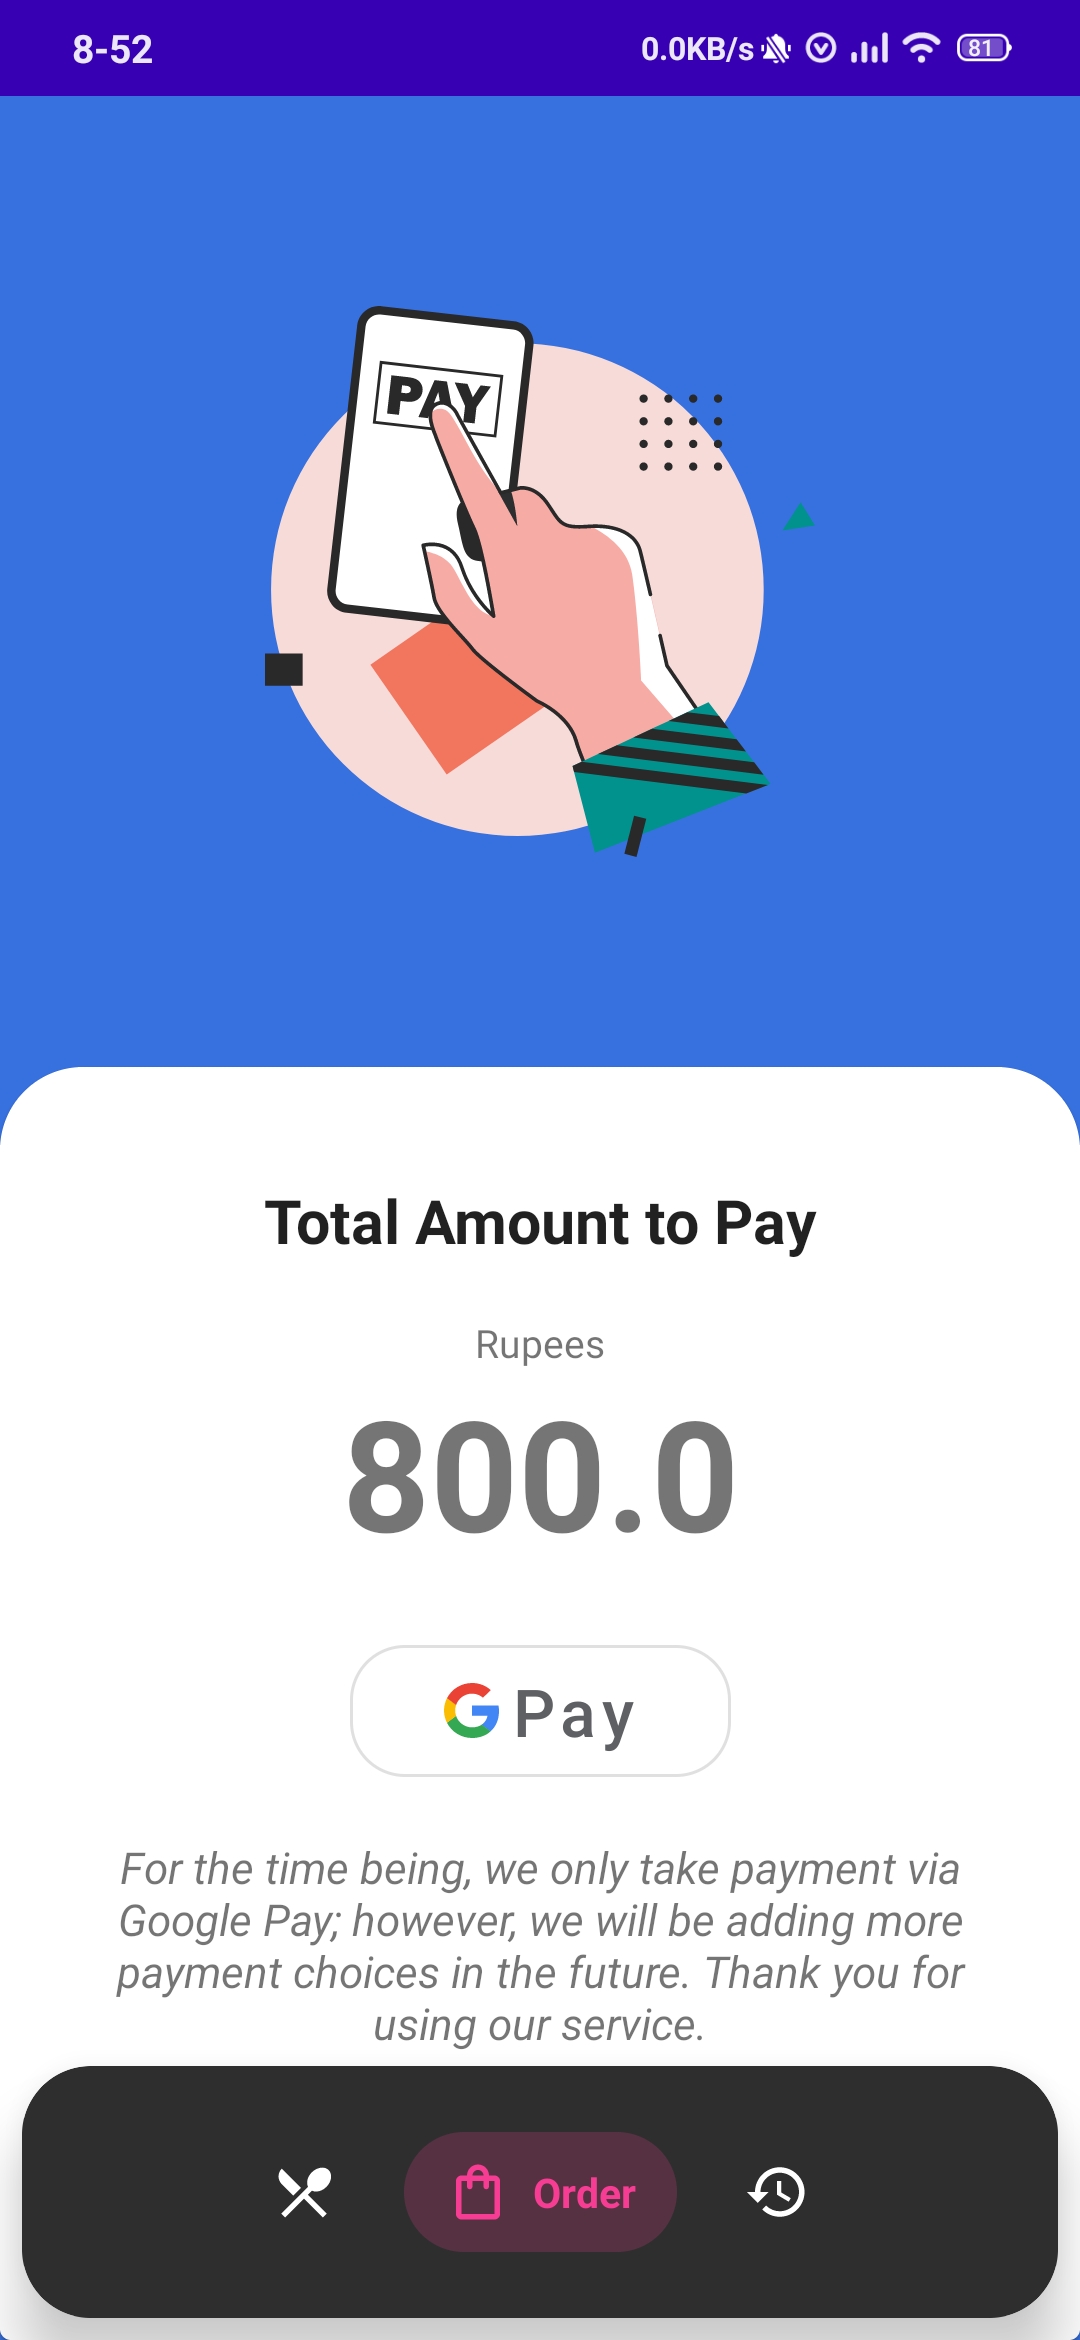 8-52 0.0KB/s 81
PAY
Total Amount to Pay
Rupees
800.0
G Pay
For the time being, we only take payment via
Google Pay; however, we will be adding more
payment choices in the future. Thank you for
using our service.
Order